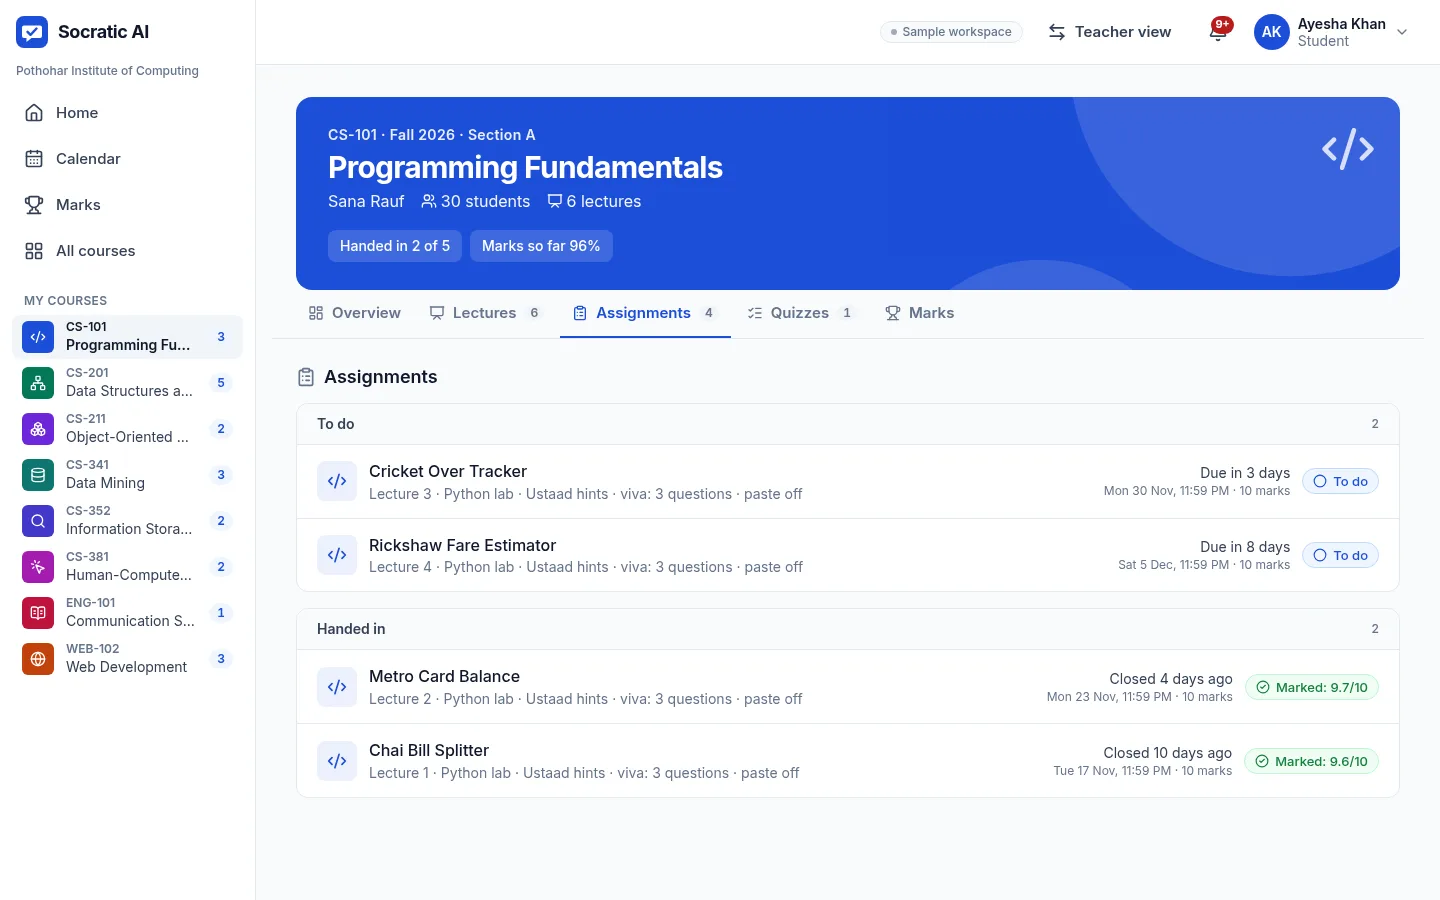 Socratic AI
Pothohar Institute of Computing
Home
Calendar
Marks
All courses
MY COURSES
CS-101
Programming Fu...
3
CS-201
Data Structures a...
5
CS-211
Object-Oriented ...
2
CS-341
Data Mining
3
CS-352
Information Stora...
2
CS-381
Human-Compute...
2
ENG-101
Communication S...
1
WEB-102
Web Development
3
Sample workspace
Teacher view
9+
AK
Ayesha Khan
Student
CS-101 · Fall 2026 · Section A
Programming Fundamentals
Sana Rauf 30 students 6 lectures
Handed in 2 of 5 Marks so far 96%
Overview Lectures 6 Assignments 4 Quizzes 1 Marks
Assignments
To do 2
Cricket Over Tracker
Lecture 3 · Python lab · Ustaad hints · viva: 3 questions · paste off
Due in 3 days
Mon 30 Nov, 11:59 PM · 10 marks
To do
Rickshaw Fare Estimator
Lecture 4 · Python lab · Ustaad hints · viva: 3 questions · paste off
Due in 8 days
Sat 5 Dec, 11:59 PM · 10 marks
To do
Handed in 2
Metro Card Balance
Lecture 2 · Python lab · Ustaad hints · viva: 3 questions · paste off
Closed 4 days ago
Mon 23 Nov, 11:59 PM · 10 marks
Marked: 9.7/10
Chai Bill Splitter
Lecture 1 · Python lab · Ustaad hints · viva: 3 questions · paste off
Closed 10 days ago
Tue 17 Nov, 11:59 PM · 10 marks
Marked: 9.6/10